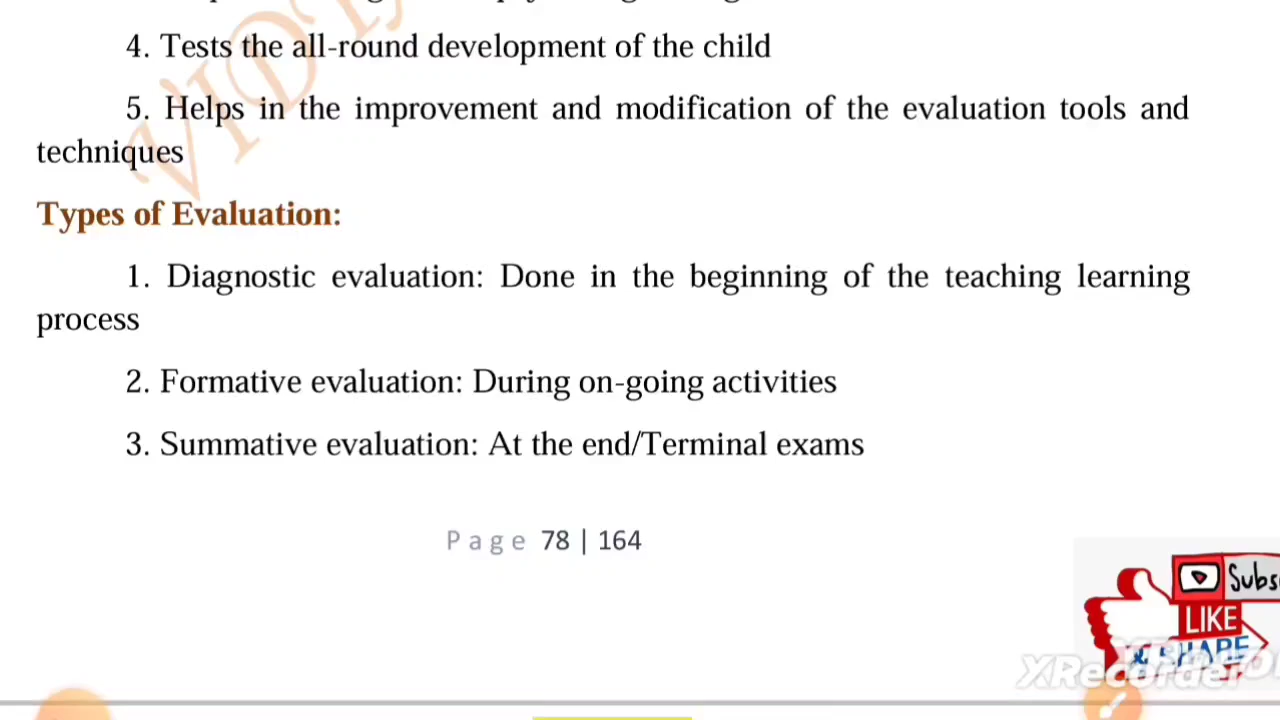 4. Tests the all-round development of the child
5. Helps in the improvement and modification of the evaluation tools and
techniques
Types of Evaluation:
1. Diagnostic evaluation: Done in the beginning of the teaching learning
process
2. Formative evaluation: During on-going activities
3. Summative evaluation: At the end/Terminal exams
Page 78 | 164
LIKE
& SHARE
XRecorder